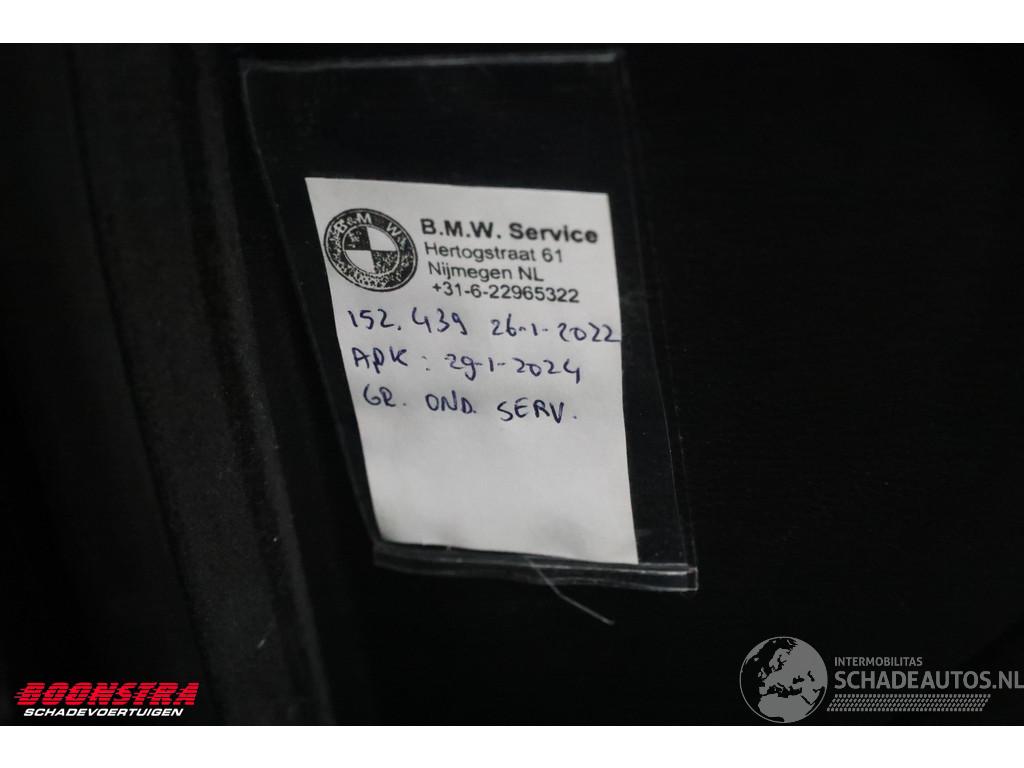 B&M W
B.M.W. Service
Hertogstraat 61
Nijmegen NL
+31-6-22965322
152.439 26-1-2022
APK: 29-1-2024
GR. OND. SERV.
BOONSTRA
SCHADEVOERTUIGEN
INTERMOBILITAS
SCHADEAUTOS.NL